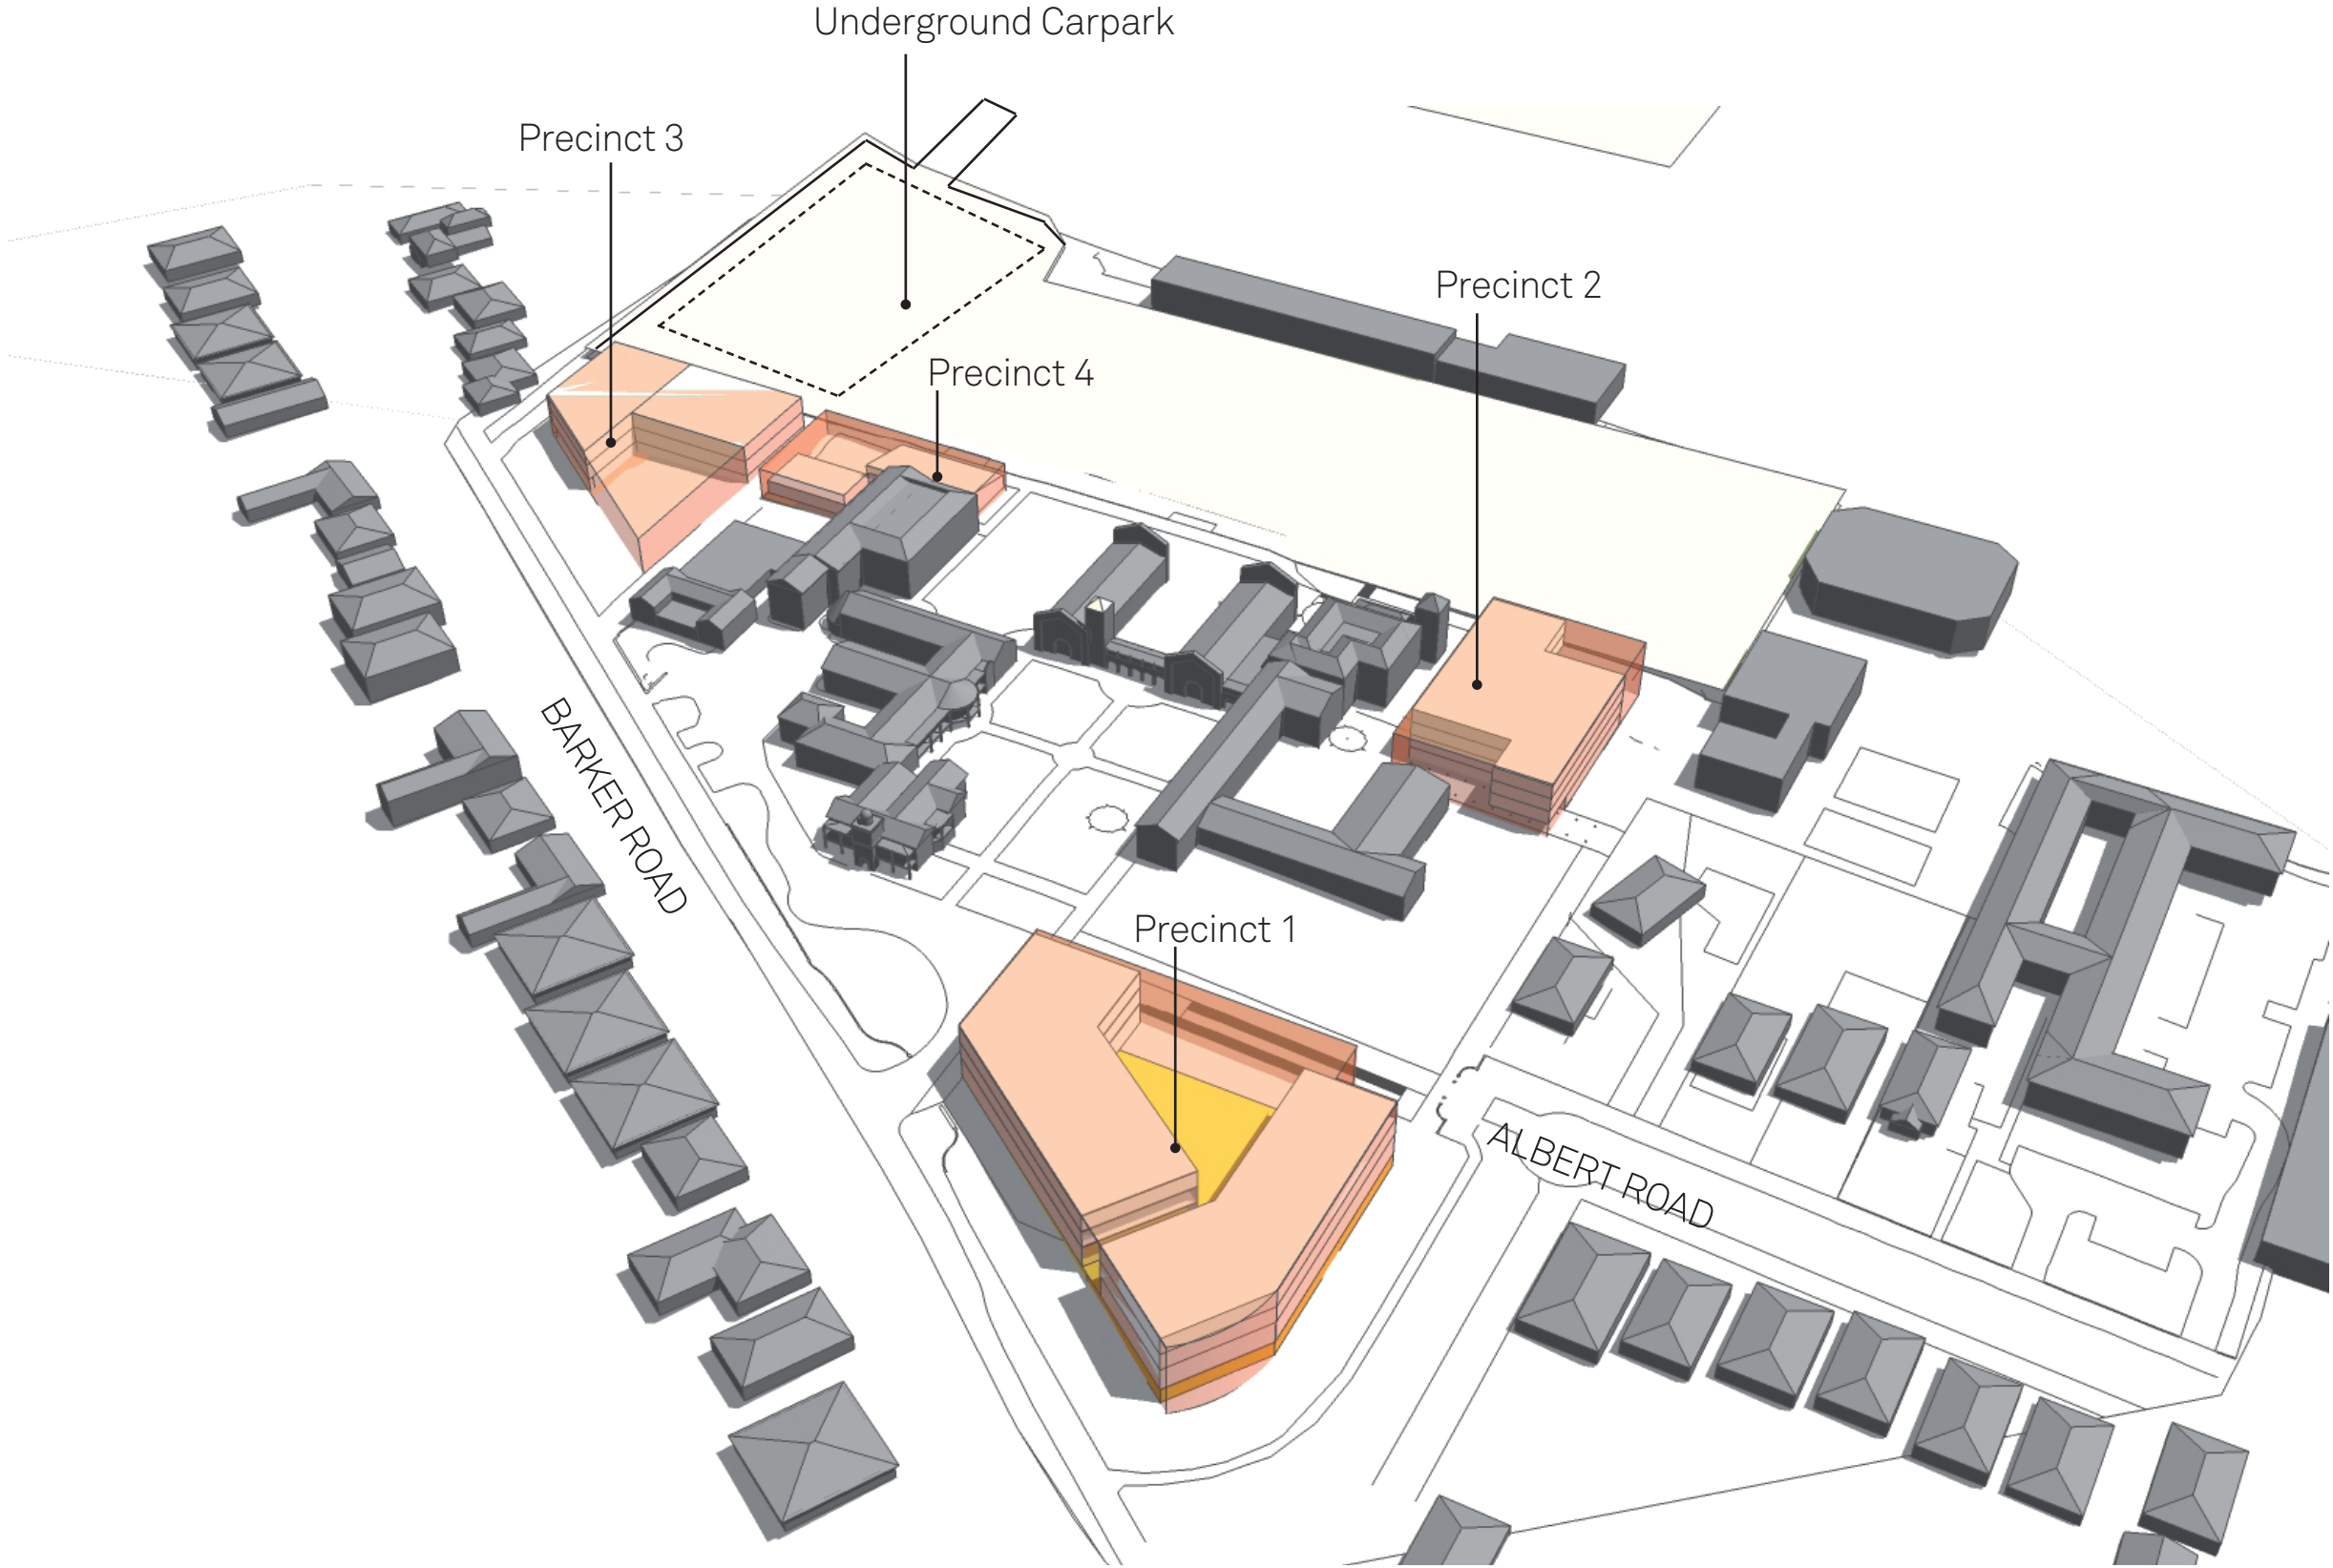 Underground Carpark
Precinct 3
Precinct 2
Precinct 4
BARKER ROAD
Precinct 1
ALBERT ROAD